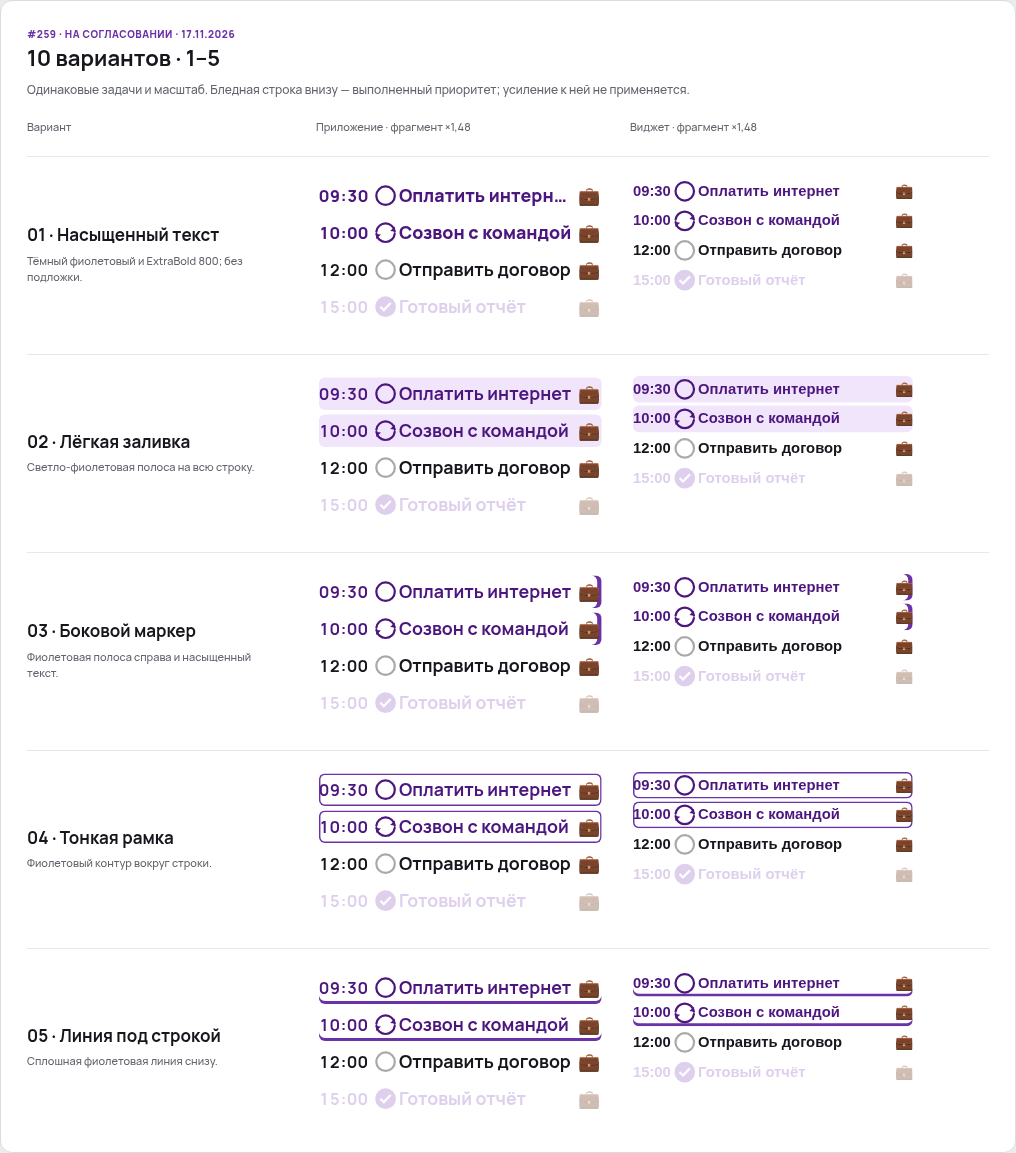 #259 · НА СОГЛАСОВАНИИ · 17.11.2026
10 вариантов · 1–5
Одинаковые задачи и масштаб. Бледная строка внизу — выполненный приоритет; усиление к ней не применяется.
Вариант Приложение · фрагмент ×1,48 Виджет · фрагмент ×1,48
01 · Насыщенный текст
Тёмный фиолетовый и ExtraBold 800; без
подложки.
09:30 Оплатить интерн...
10:00 Созвон с командой
12:00 Отправить договор
15:00 Готовый отчёт
09:30 Оплатить интернет
10:00 Созвон с командой
12:00 Отправить договор
15:00 Готовый отчёт
02 · Лёгкая заливка
Светло-фиолетовая полоса на всю строку.
09:30 Оплатить интернет
10:00 Созвон с командой
12:00 Отправить договор
15:00 Готовый отчёт
09:30 Оплатить интернет
10:00 Созвон с командой
12:00 Отправить договор
15:00 Готовый отчёт
03 · Боковой маркер
Фиолетовая полоса справа и насыщенный
текст.
09:30 Оплатить интернет
10:00 Созвон с командой
12:00 Отправить договор
15:00 Готовый отчёт
09:30 Оплатить интернет
10:00 Созвон с командой
12:00 Отправить договор
15:00 Готовый отчёт
04 · Тонкая рамка
Фиолетовый контур вокруг строки.
09:30 Оплатить интернет
10:00 Созвон с командой
12:00 Отправить договор
15:00 Готовый отчёт
09:30 Оплатить интернет
10:00 Созвон с командой
12:00 Отправить договор
15:00 Готовый отчёт
05 · Линия под строкой
Сплошная фиолетовая линия снизу.
09:30 Оплатить интернет
10:00 Созвон с командой
12:00 Отправить договор
15:00 Готовый отчёт
09:30 Оплатить интернет
10:00 Созвон с командой
12:00 Отправить договор
15:00 Готовый отчёт